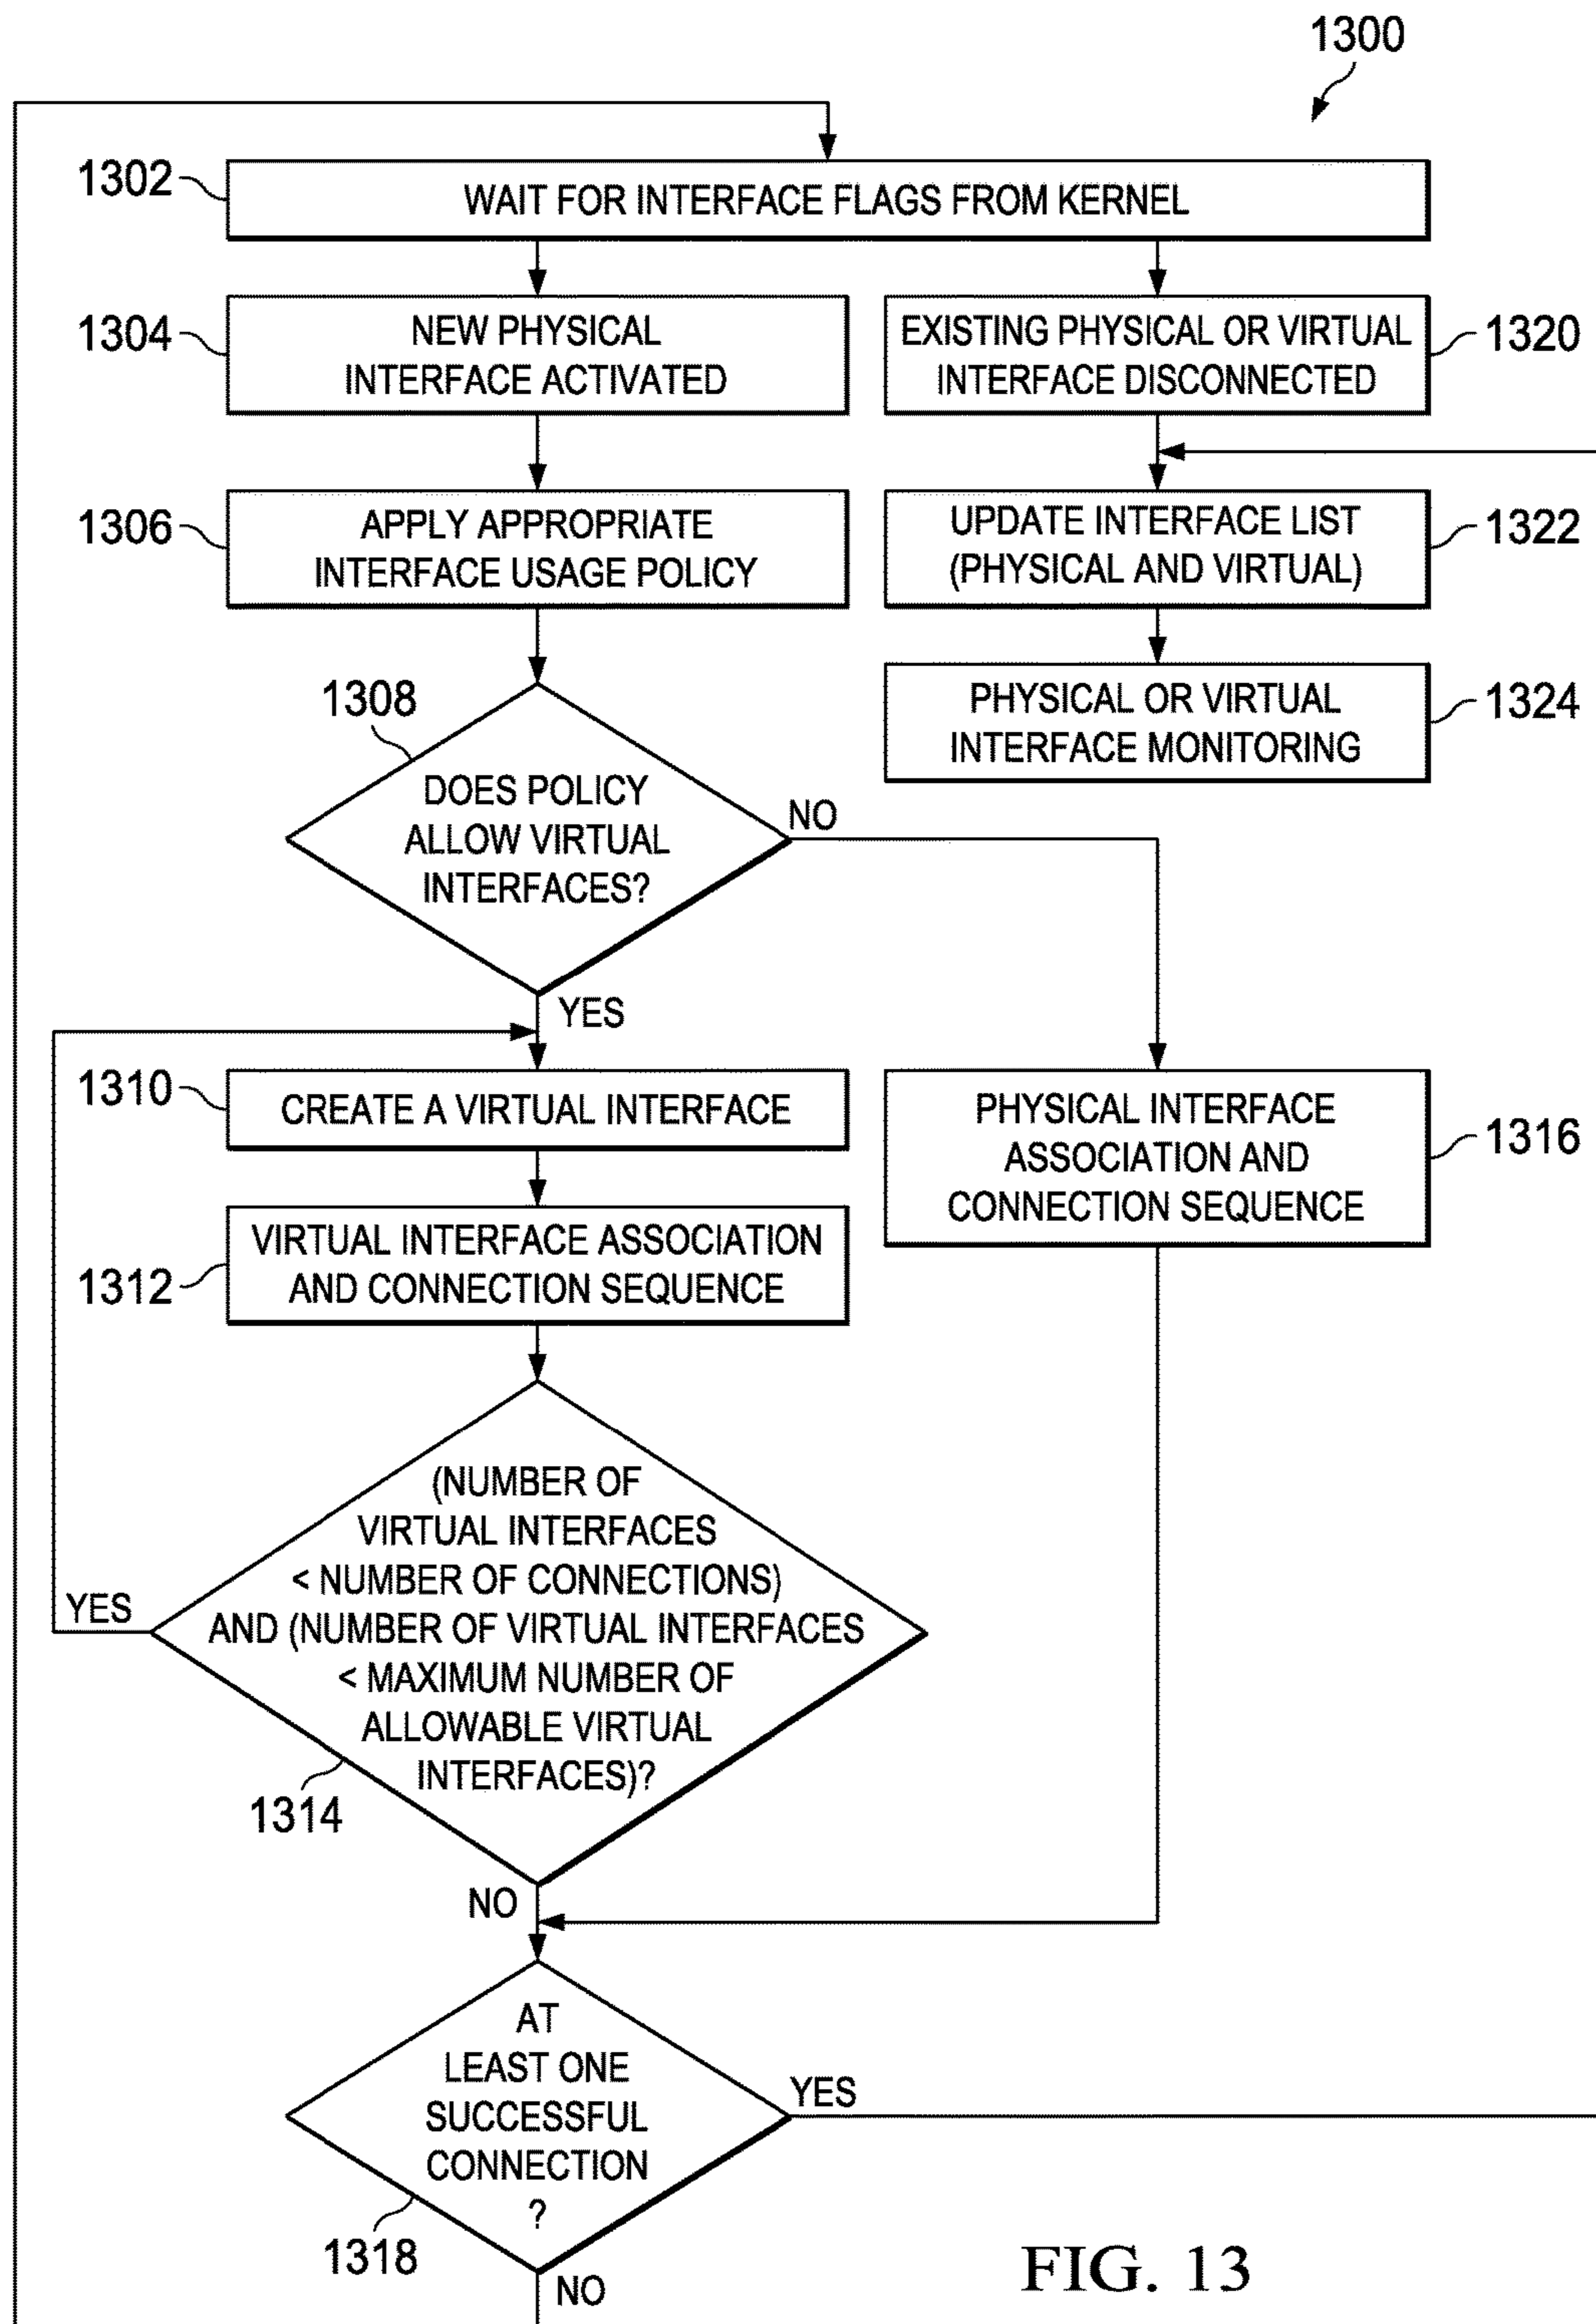 1300
1302
WAIT FOR INTERFACE FLAGS FROM KERNEL
1304
NEW PHYSICAL
INTERFACE ACTIVATED
EXISTING PHYSICAL OR VIRTUAL
INTERFACE DISCONNECTED
1320
1306
APPLY APPROPRIATE
INTERFACE USAGE POLICY
UPDATE INTERFACE LIST
(PHYSICAL AND VIRTUAL)
1322
PHYSICAL OR VIRTUAL
INTERFACE MONITORING
1324
1308
DOES POLICY
ALLOW VIRTUAL
INTERFACES?
NO
YES
1310
CREATE A VIRTUAL INTERFACE
PHYSICAL INTERFACE
ASSOCIATION AND
CONNECTION SEQUENCE
1316
1312
VIRTUAL INTERFACE ASSOCIATION
AND CONNECTION SEQUENCE
(NUMBER OF
VIRTUAL INTERFACES
< NUMBER OF CONNECTIONS)
AND (NUMBER OF VIRTUAL INTERFACES
< MAXIMUM NUMBER OF
ALLOWABLE VIRTUAL
INTERFACES)?
YES
1314
NO
AT
LEAST ONE
SUCCESSFUL
CONNECTION
?
YES
1318
NO
FIG. 13